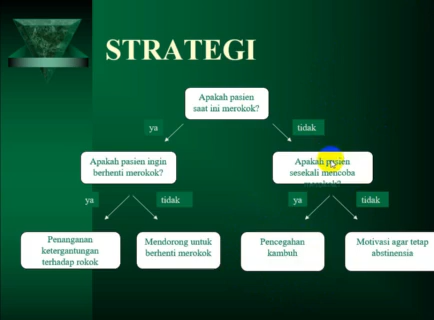 STRATEGI
Apakah pasien
saat ini merokok?
ya
tidak
Apakah pasien ingin
berhenti merokok?
Apakah pasien
sesekali mencoba
merokok?
ya
tidak
ya
tidak
Penanganan
ketergantungan
terhadap rokok
Mendorong untuk
berhenti merokok
Pencegahan
kambuh
Motivasi agar tetap
abstinensia